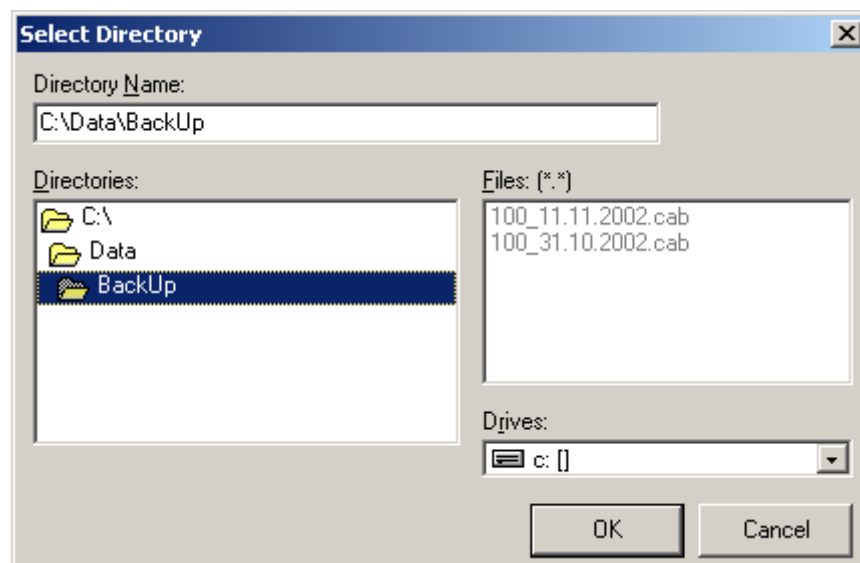 Select Directory
Directory Name:
C:\Data\BackUp
Directories:
C:\
Data
BackUp
Files: (*.*)
100_11.11.2002.cab
100_31.10.2002.cab
Drives:
c: []
OK
Cancel